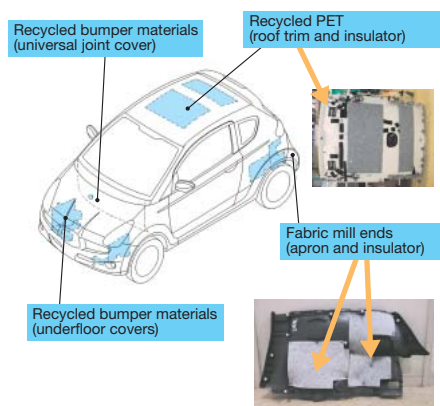 Recycled bumper materials
(universal joint cover)
Recycled PET
(roof trim and insulator)
Fabric mill ends
(apron and insulator)
Recycled bumper materials
(underfloor covers)